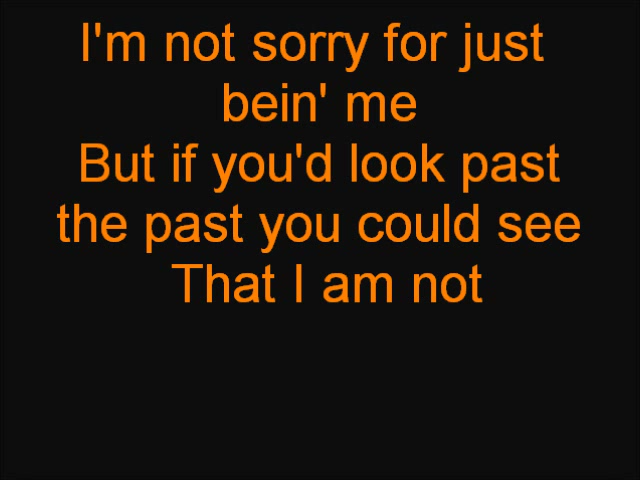 I'm not sorry for just
bein' me
But if you'd look past
the past you could see
That I am not